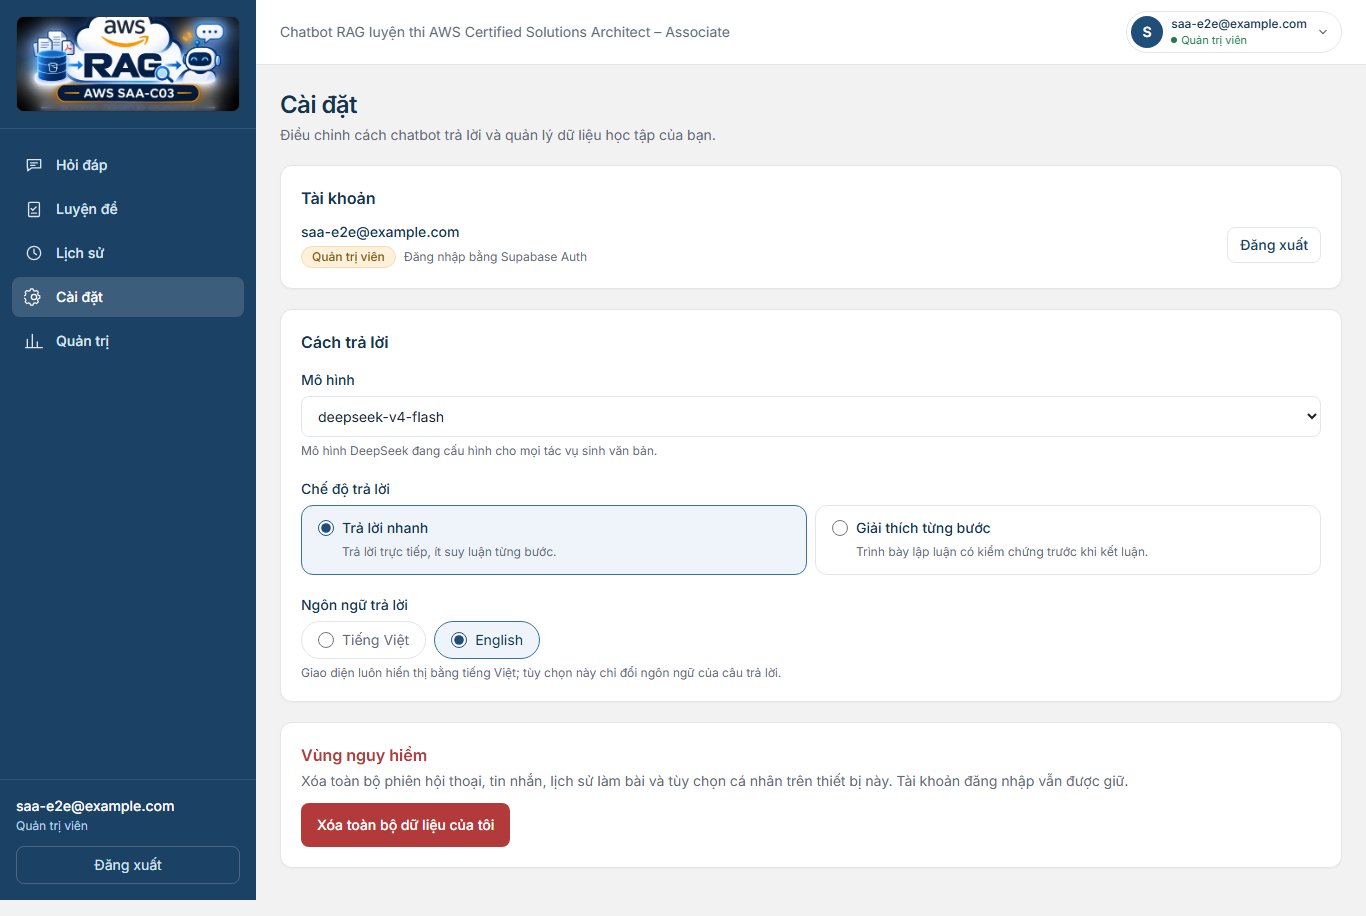 aws
RAG
AWS SAA-C03
Hỏi đáp
Luyện đề
Lịch sử
Cài đặt
Quản trị
saa-e2e@example.com
Quản trị viên
Đăng xuất
Chatbot RAG luyện thi AWS Certified Solutions Architect – Associate
S
saa-e2e@example.com
Quản trị viên
Cài đặt
Điều chỉnh cách chatbot trả lời và quản lý dữ liệu học tập của bạn.
Tài khoản
saa-e2e@example.com
Quản trị viên Đăng nhập bằng Supabase Auth
Đăng xuất
Cách trả lời
Mô hình
deepseek-v4-flash
Mô hình DeepSeek đang cấu hình cho mọi tác vụ sinh văn bản.
Chế độ trả lời
Trả lời nhanh
Trả lời trực tiếp, ít suy luận từng bước.
Giải thích từng bước
Trình bày lập luận có kiểm chứng trước khi kết luận.
Ngôn ngữ trả lời
Tiếng Việt
English
Giao diện luôn hiển thị bằng tiếng Việt; tùy chọn này chỉ đổi ngôn ngữ của câu trả lời.
Vùng nguy hiểm
Xóa toàn bộ phiên hội thoại, tin nhắn, lịch sử làm bài và tùy chọn cá nhân trên thiết bị này. Tài khoản đăng nhập vẫn được giữ.
Xóa toàn bộ dữ liệu của tôi